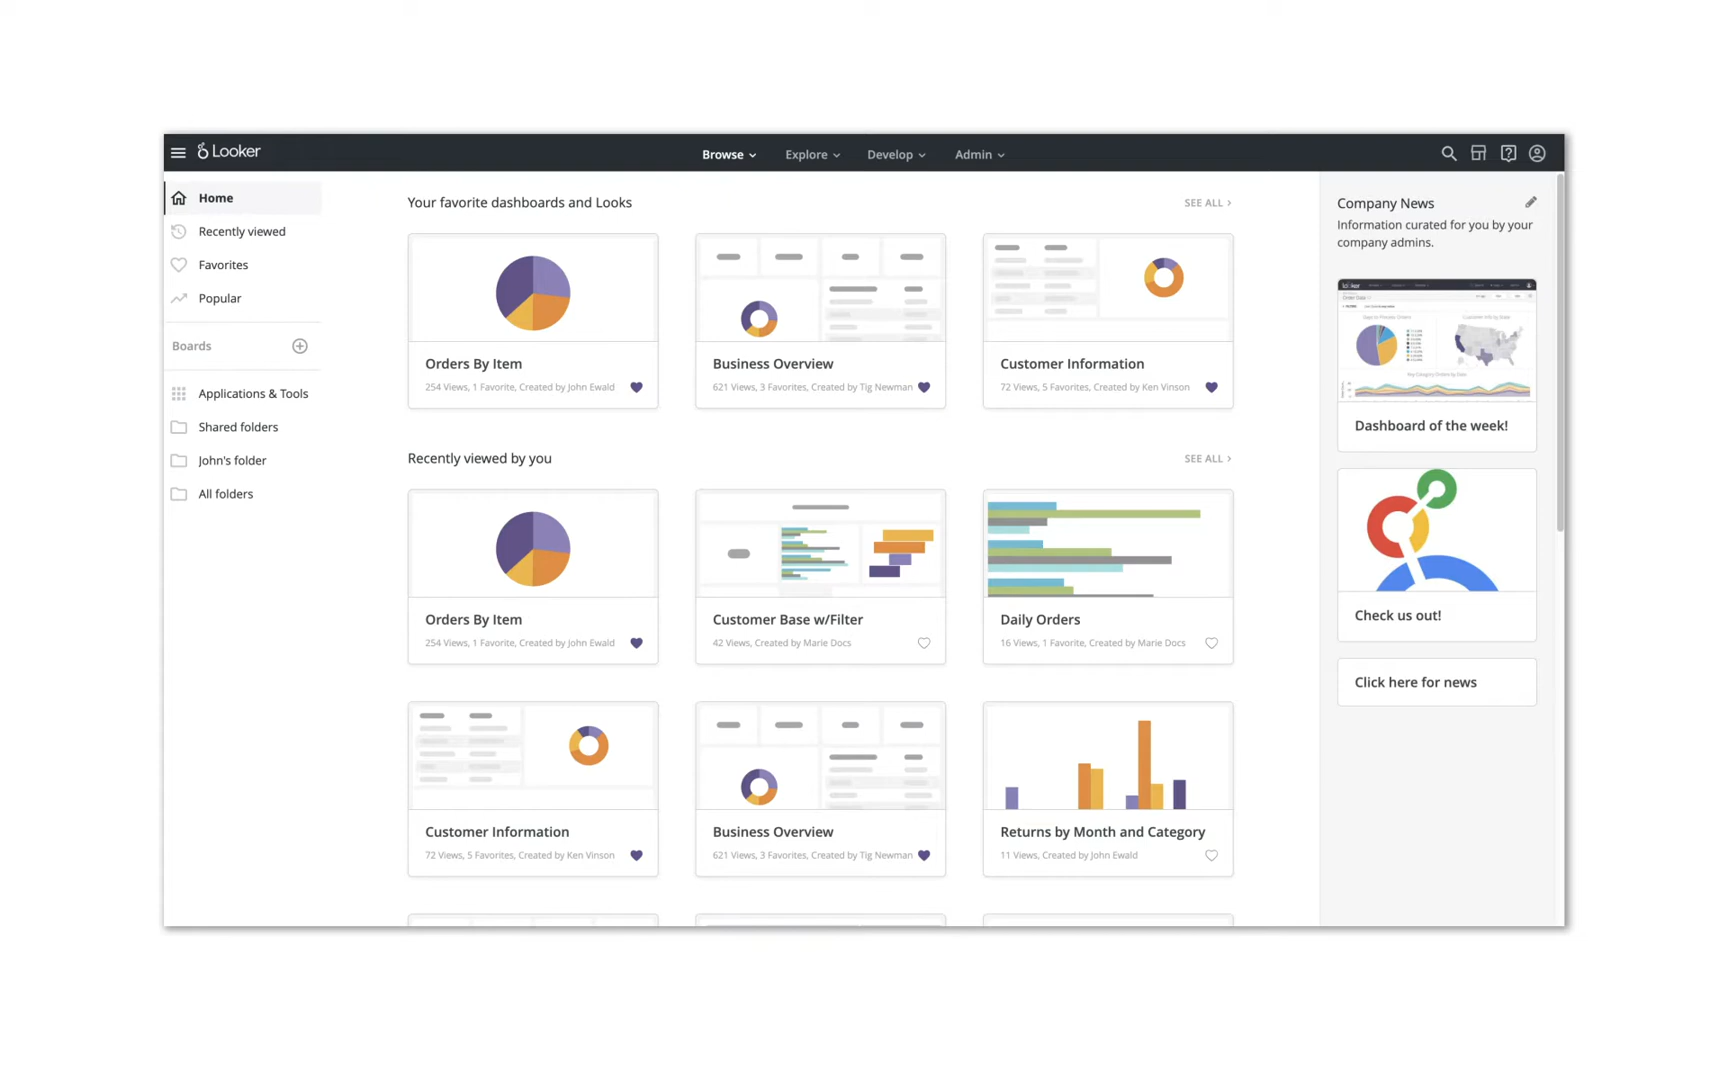 Looker
Browse
Explore
Develop
Admin
Home
Recently viewed
Favorites
Popular
Boards
Applications & Tools
Shared folders
John's folder
All folders
Your favorite dashboards and Looks
SEE ALL >
Orders By Item
254 Views, 1 Favorite, Created by John Ewald
Business Overview
621 Views, 3 Favorites, Created by Tig Newman
Customer Information
72 Views, 5 Favorites, Created by Ken Vinson
Recently viewed by you
SEE ALL >
Orders By Item
254 Views, 1 Favorite, Created by John Ewald
Customer Base w/Filter
42 Views, Created by Marie Docs
Daily Orders
16 Views, 1 Favorite, Created by Marie Docs
Customer Information
72 Views, 5 Favorites, Created by Ken Vinson
Business Overview
621 Views, 3 Favorites, Created by Tig Newman
Returns by Month and Category
11 Views, Created by John Ewald
Company News
Information curated for you by your
company admins.
looker
Order Data
Dashboard of the week!
Check us out!
Click here for news